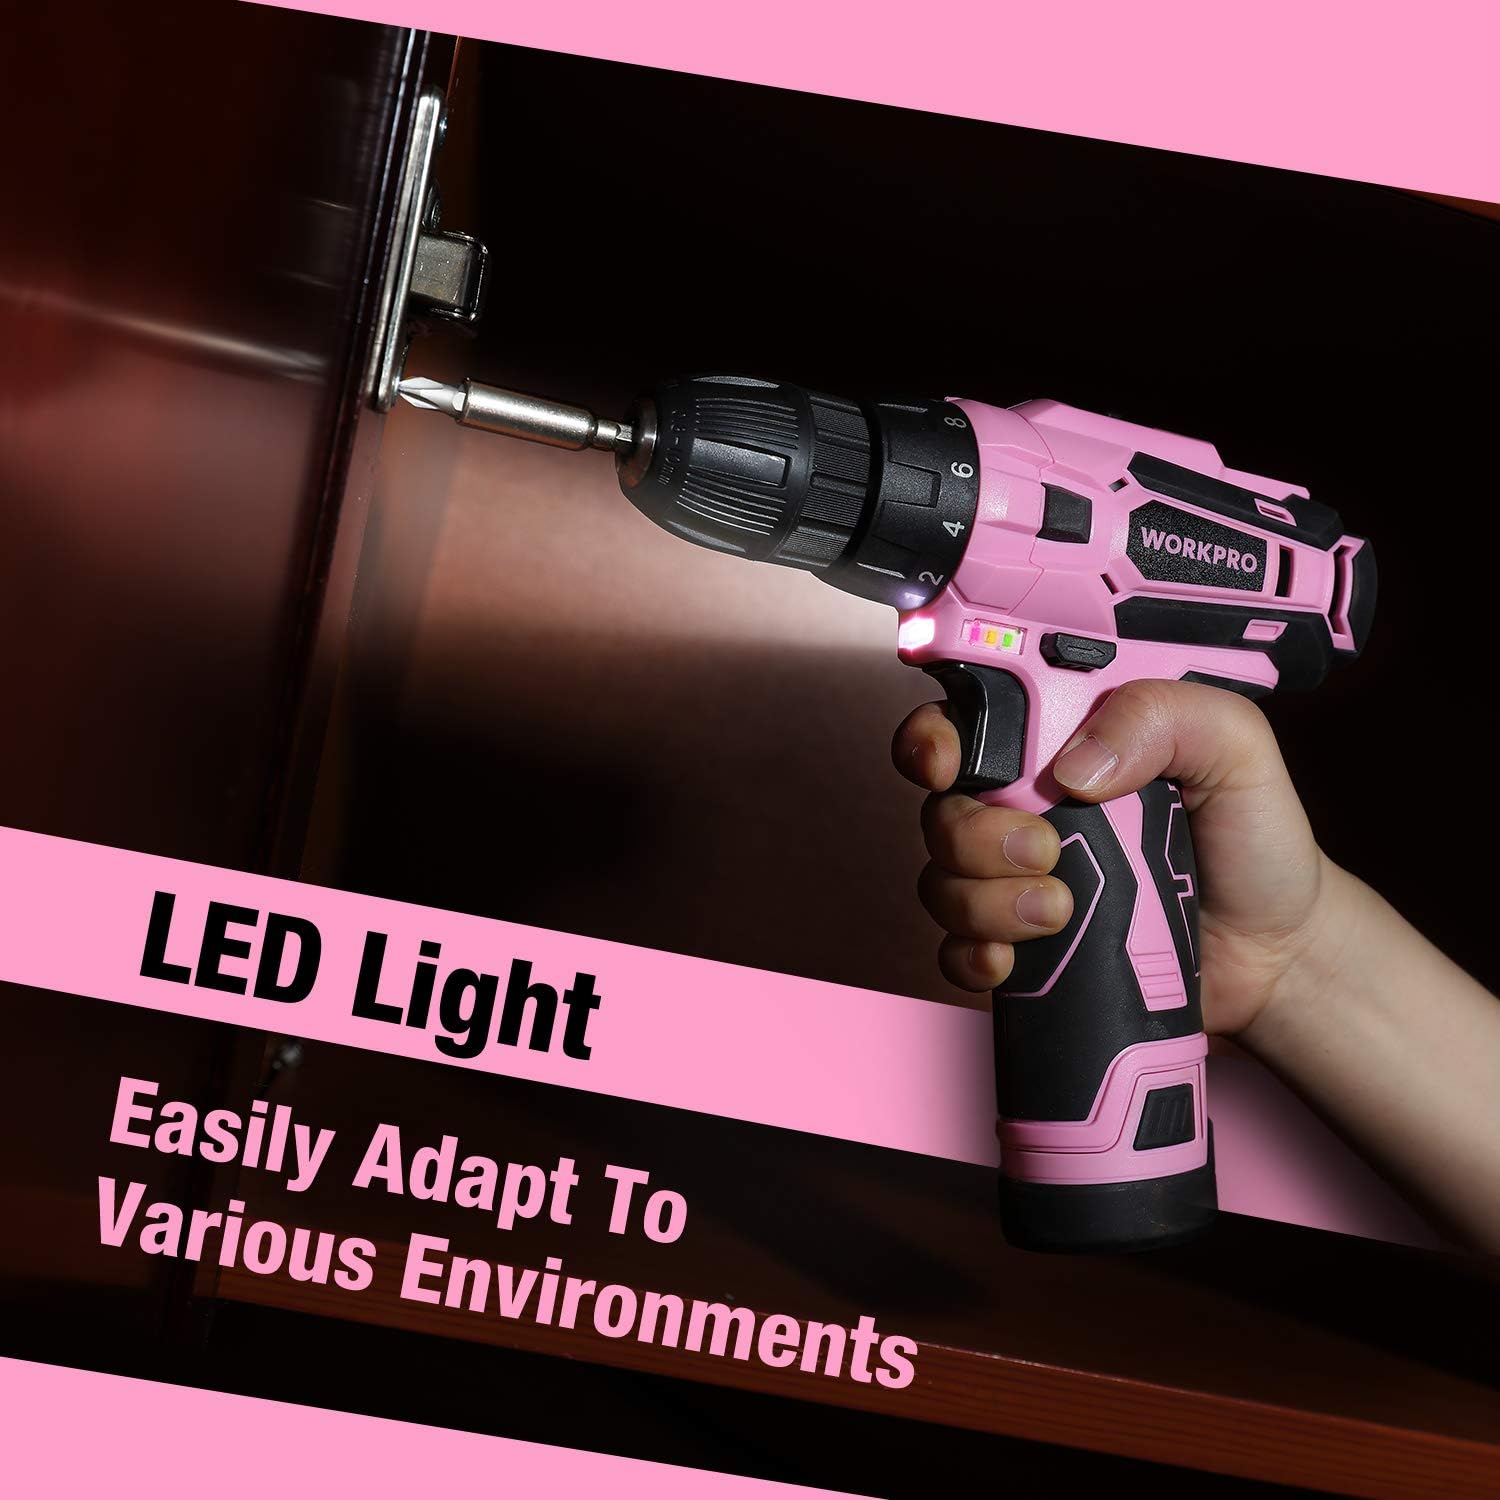 8
6
4
2
WORKPRO
LED Light
Easily Adapt To
Various Environments